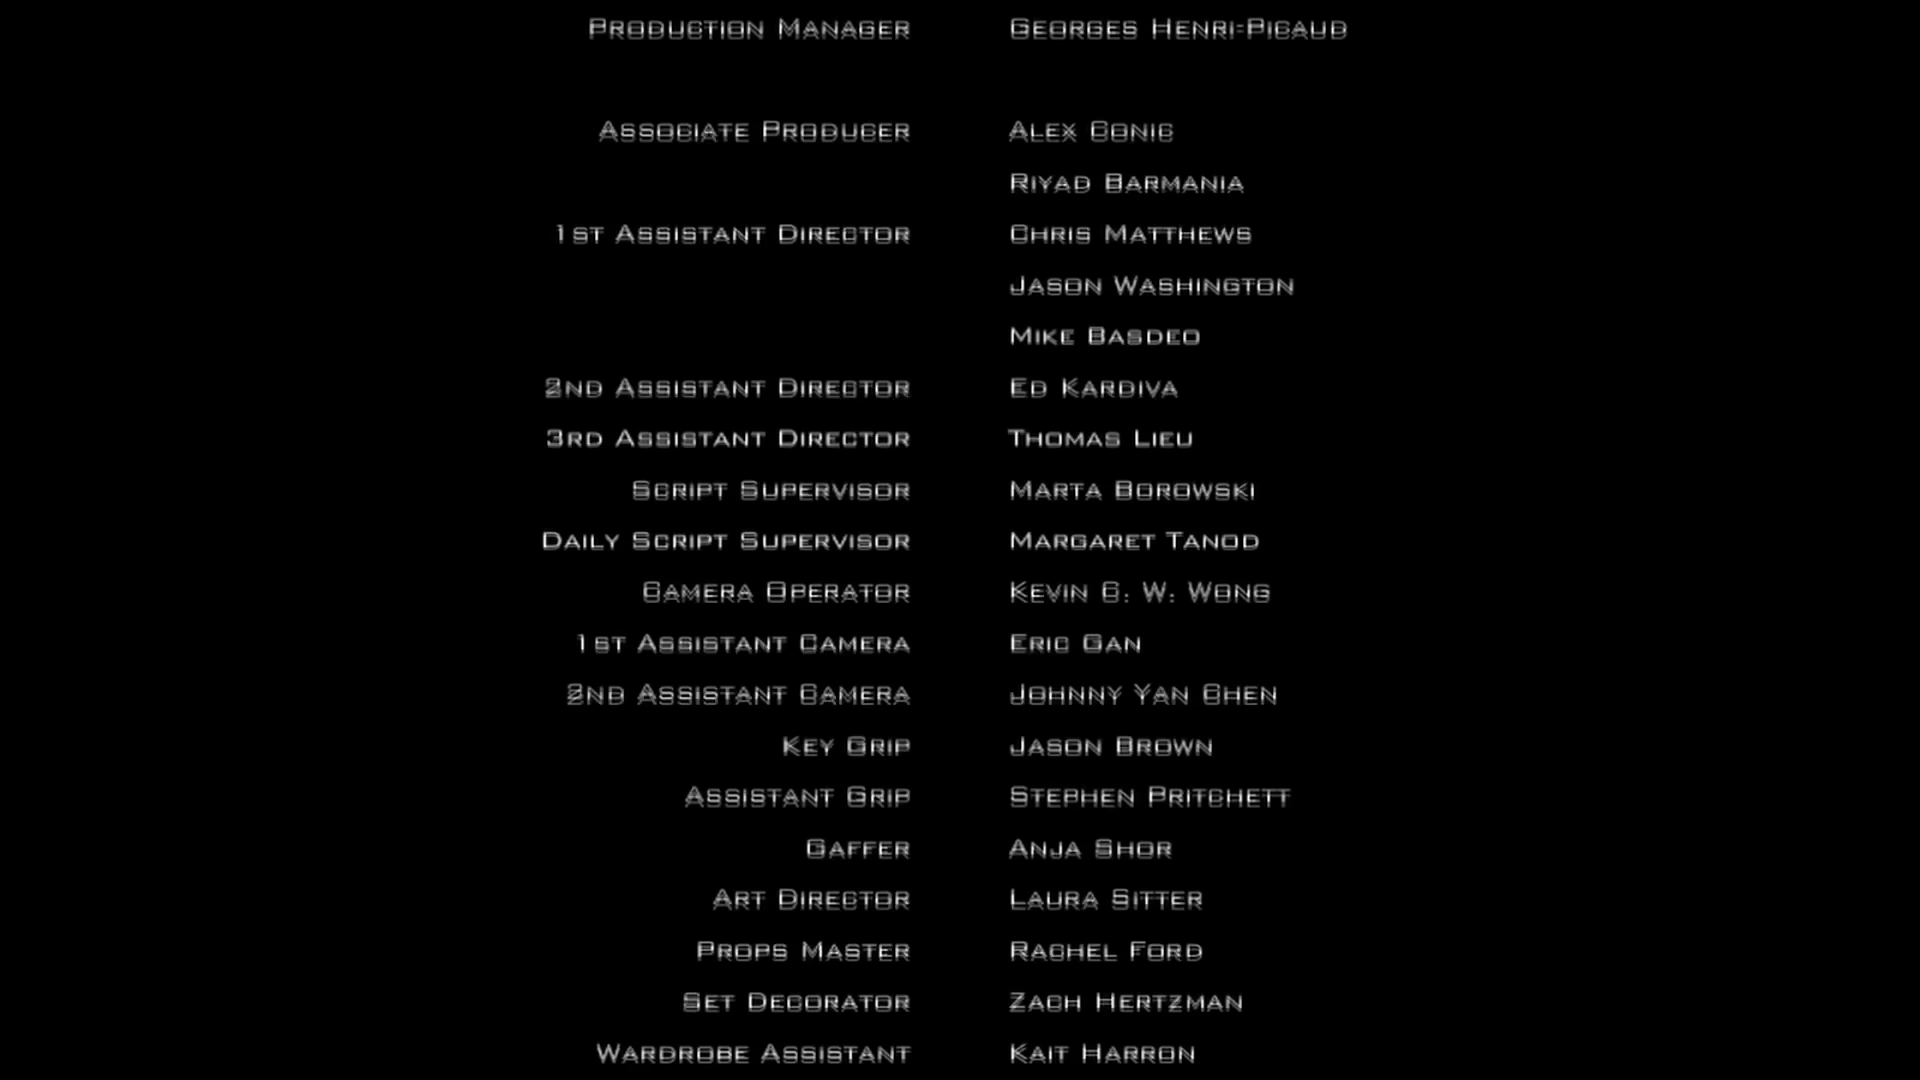 Production Manager Georges Henri-Picaud
Associate Producer Alex Conic
Riyad Barmania
1st Assistant Director Chris Matthews
Jason Washington
Mike Basdeo
2nd Assistant Director Ed Kardiva
3rd Assistant Director Thomas Lieu
Script Supervisor Marta Borowski
Daily Script Supervisor Margaret Tanod
Camera Operator Kevin C. W. Wong
1st Assistant Camera Eric Gan
2nd Assistant Camera Johnny Yan Chen
Key Grip Jason Brown
Assistant Grip Stephen Pritchett
Gaffer Anja Shor
Art Director Laura Sitter
Props Master Rachel Ford
Set Decorator Zach Hertzman
Wardrobe Assistant Kait Harron